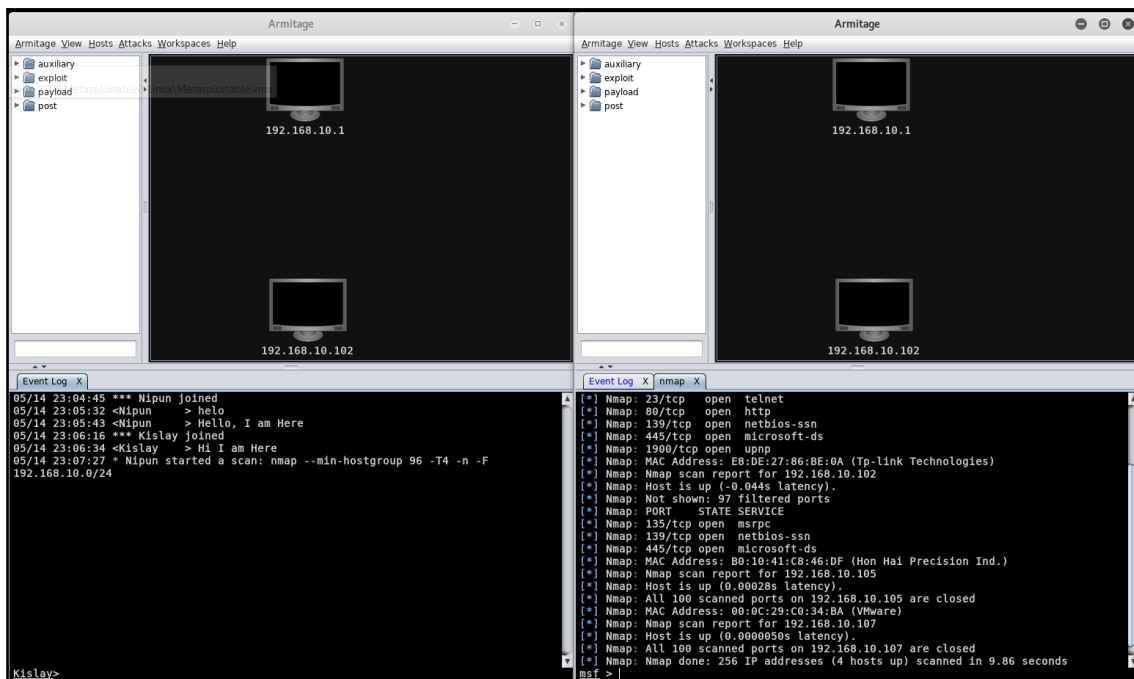 Armitage
Armitage View Hosts Attacks Workspaces Help
auxiliary
exploit
payload
post
Linux\Metasploitable.vmx
192.168.10.1
192.168.10.102
Event Log X
05/14 23:04:45 *** Nipun joined
05/14 23:05:32 <Nipun > helo
05/14 23:05:43 <Nipun > Hello, I am Here
05/14 23:06:16 *** Kislay joined
05/14 23:06:34 <Kislay > Hi I am Here
05/14 23:07:27 * Nipun started a scan: nmap --min-hostgroup 96 -T4 -n -F
192.168.10.0/24
Kislay>
Armitage
Armitage View Hosts Attacks Workspaces Help
auxiliary
exploit
payload
post
192.168.10.1
192.168.10.102
Event Log X nmap X
[*] Nmap: 23/tcp open telnet
[*] Nmap: 80/tcp open http
[*] Nmap: 139/tcp open netbios-ssn
[*] Nmap: 445/tcp open microsoft-ds
[*] Nmap: 1900/tcp open upnp
[*] Nmap: MAC Address: E8:DE:27:86:BE:0A (Tp-link Technologies)
[*] Nmap: Nmap scan report for 192.168.10.102
[*] Nmap: Host is up (-0.044s latency).
[*] Nmap: Not shown: 97 filtered ports
[*] Nmap: PORT STATE SERVICE
[*] Nmap: 135/tcp open msrpc
[*] Nmap: 139/tcp open netbios-ssn
[*] Nmap: 445/tcp open microsoft-ds
[*] Nmap: MAC Address: B0:10:41:C8:46:DF (Hon Hai Precision Ind.)
[*] Nmap: Nmap scan report for 192.168.10.105
[*] Nmap: Host is up (0.00028s latency).
[*] Nmap: All 100 scanned ports on 192.168.10.105 are closed
[*] Nmap: MAC Address: 00:0C:29:C0:34:BA (VMware)
[*] Nmap: Nmap scan report for 192.168.10.107
[*] Nmap: Host is up (0.0000050s latency).
[*] Nmap: All 100 scanned ports on 192.168.10.107 are closed
[*] Nmap: Nmap done: 256 IP addresses (4 hosts up) scanned in 9.86 seconds
msf >